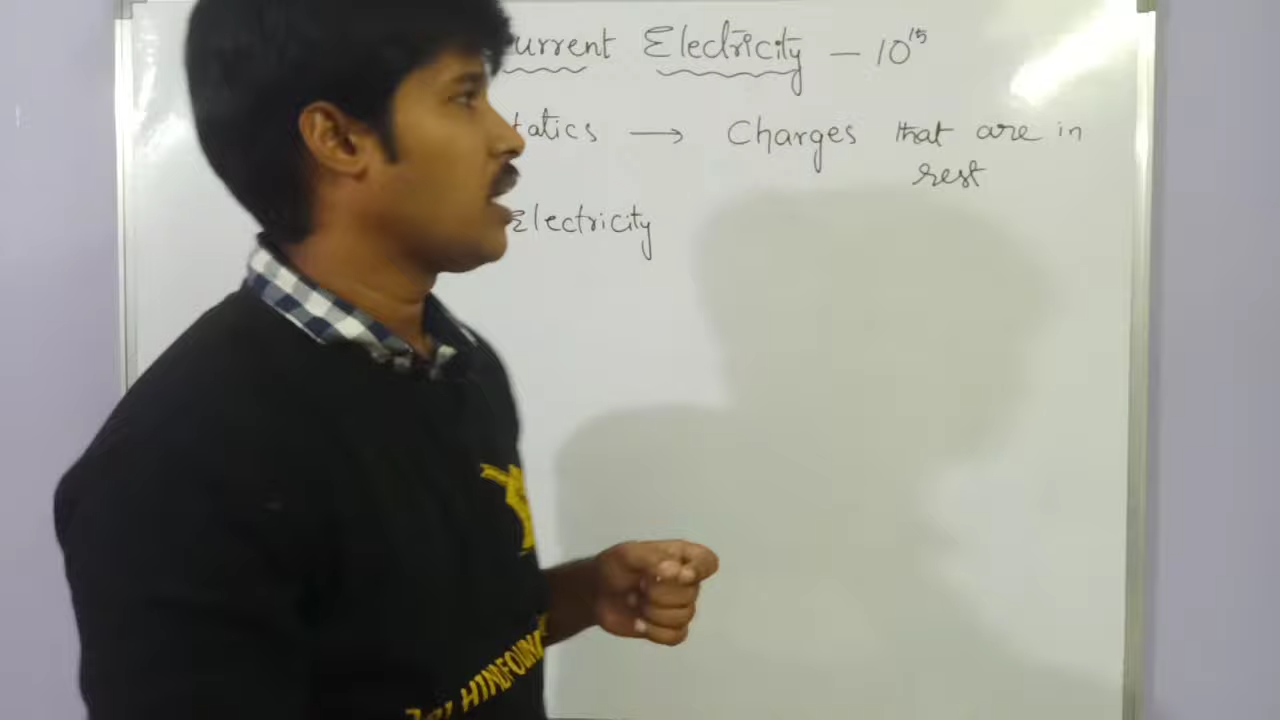 urrent Electricity – 10¹⁵
tatics → Charges that are in
rest
Electricity